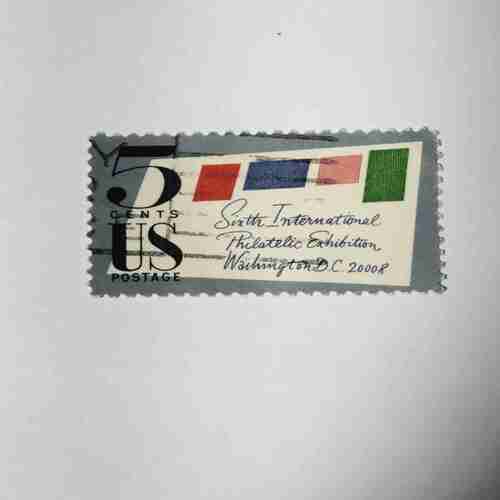 5
CENTS
US
POSTAGE
Sixth International
Philatelic Exhibition
Washington D.C. 20008